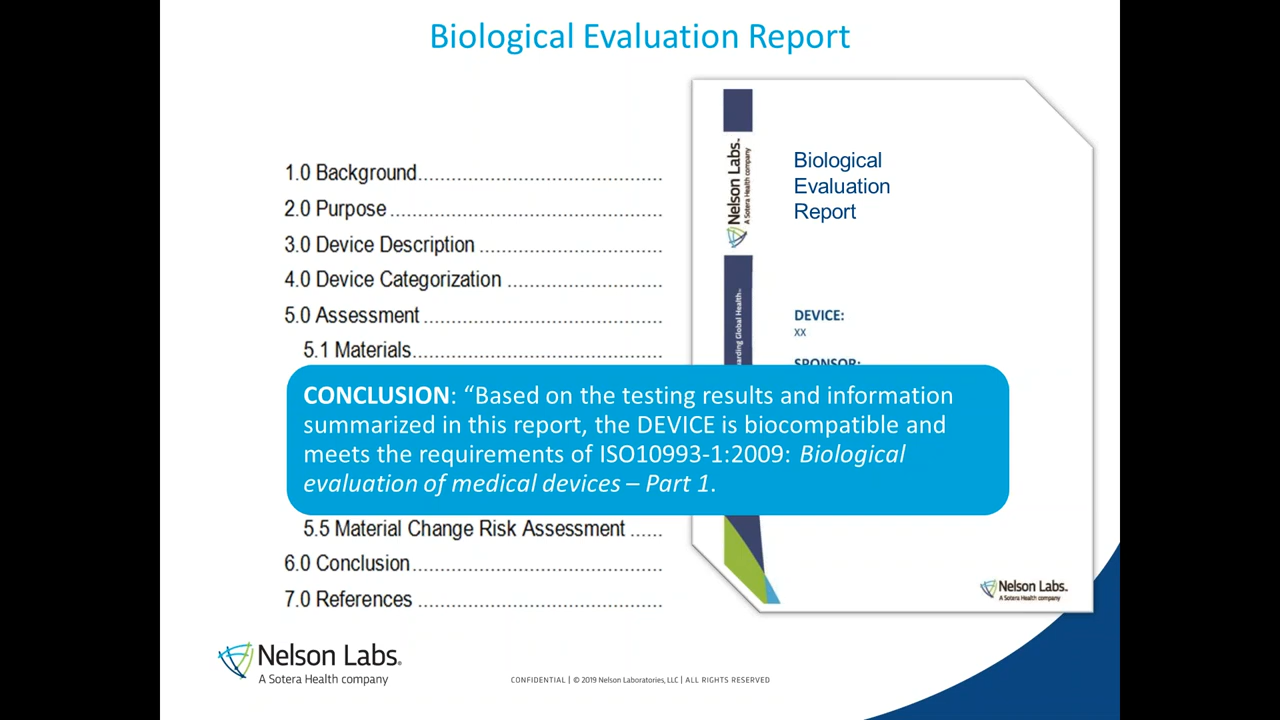 Biological Evaluation Report
1.0 Background
2.0 Purpose
3.0 Device Description
4.0 Device Categorization
5.0 Assessment
5.1 Materials
CONCLUSION: “Based on the testing results and information
summarized in this report, the DEVICE is biocompatible and
meets the requirements of ISO10993-1:2009: Biological
evaluation of medical devices – Part 1.
5.5 Material Change Risk Assessment
6.0 Conclusion
7.0 References
Nelson Labs.
A Sotera Health company
Biological
Evaluation
Report
arding Global Health®
DEVICE:
XX
SPONSOR:
Nelson Labs.
A Sotera Health company
Nelson Labs.
A Sotera Health company
CONFIDENTIAL | © 2019 Nelson Laboratories, LLC | ALL RIGHTS RESERVED